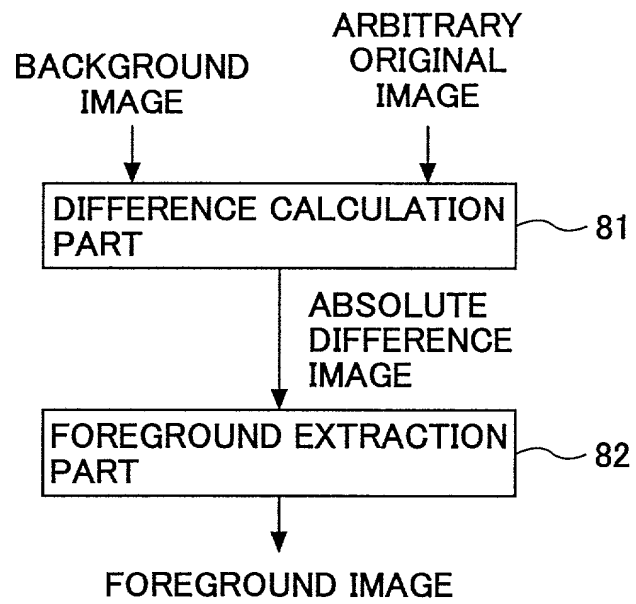 BACKGROUND
IMAGE
ARBITRARY
ORIGINAL
IMAGE
DIFFERENCE CALCULATION
PART
81
ABSOLUTE
DIFFERENCE
IMAGE
FOREGROUND EXTRACTION
PART
82
FOREGROUND IMAGE